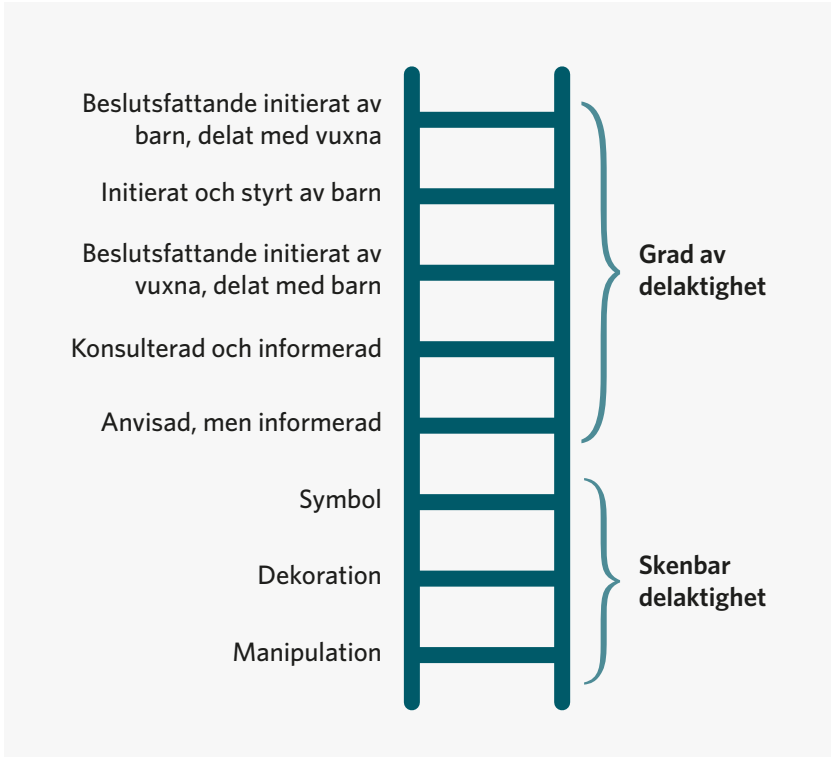 Beslutsfattande initierat av
barn, delat med vuxna
Initierat och styrt av barn
Beslutsfattande initierat av
vuxna, delat med barn
Konsulterad och informerad
Anvisad, men informerad
Symbol
Dekoration
Manipulation
Grad av
delaktighet
Skenbar
delaktighet